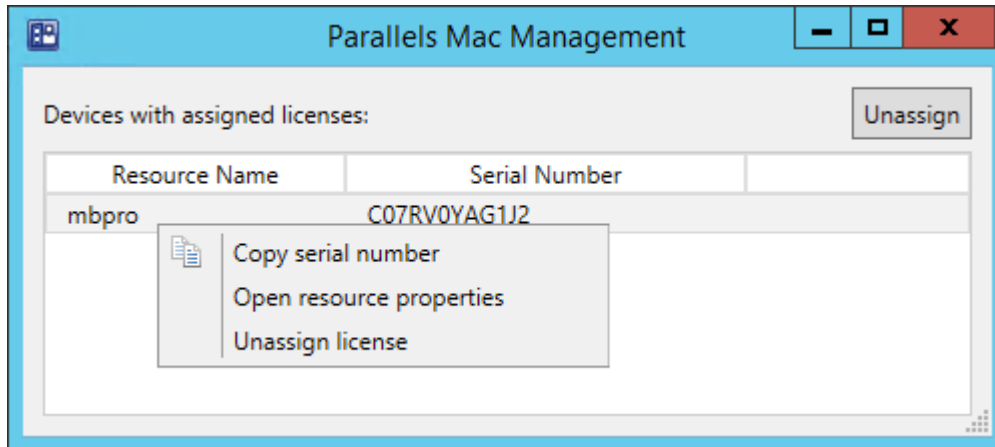 Parallels Mac Management
Devices with assigned licenses:
Unassign
Resource Name
Serial Number
mbpro
C07RV0YAG1J2
Copy serial number
Open resource properties
Unassign license